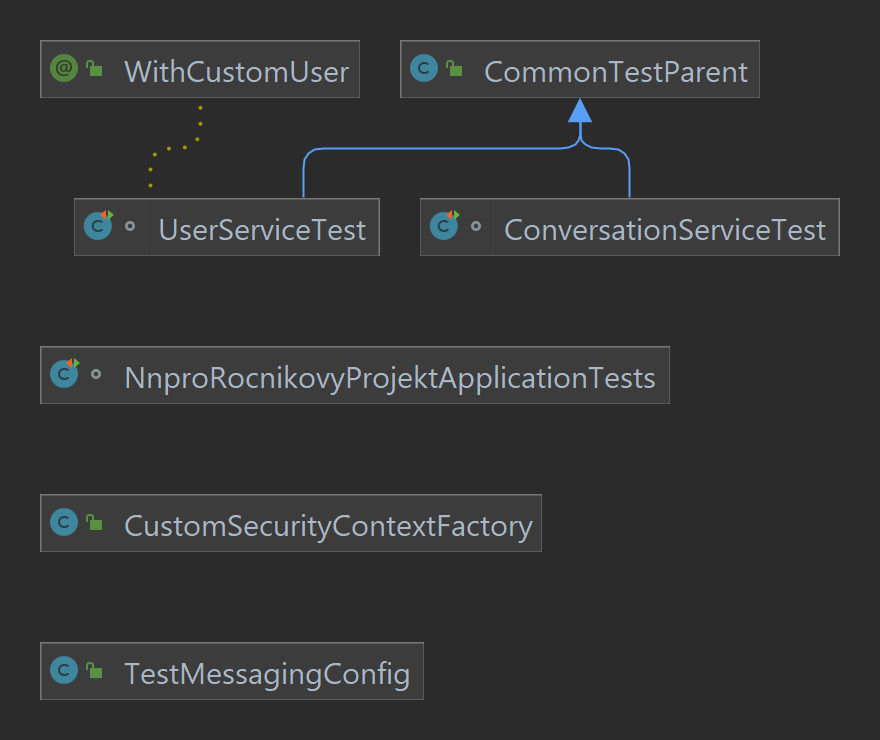 WithCustomUser
CommonTestParent
UserServiceTest
ConversationServiceTest
NnproRocnikovyProjektApplicationTests
CustomSecurityContextFactory
TestMessagingConfig